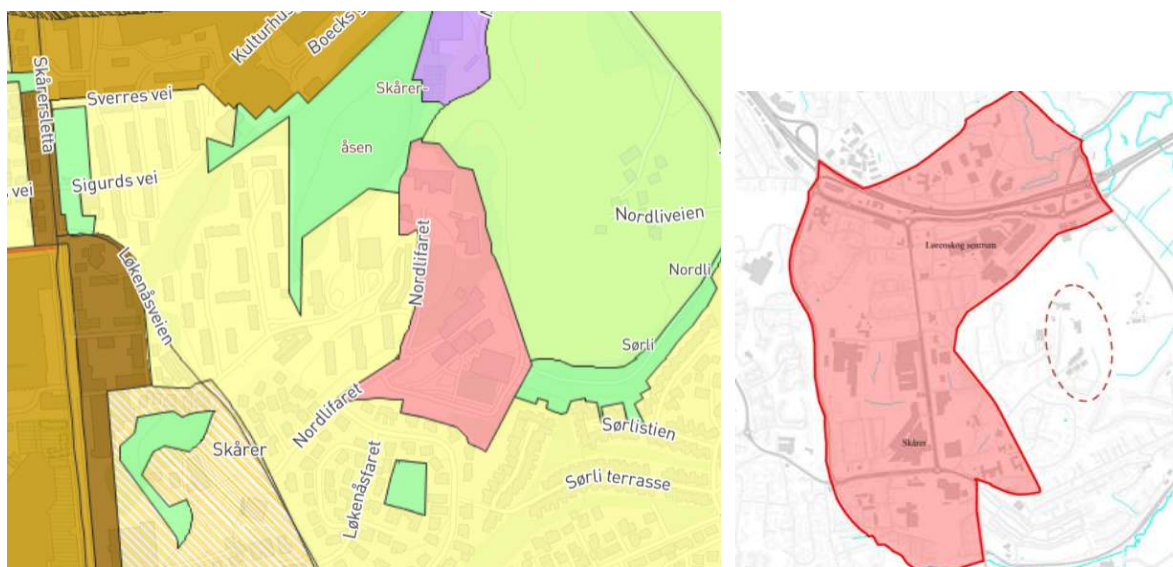 Kulturhusg
Boecks g
Skårersletta
Sverres vei
Skårer-
åsen
Sigurds vei
s vei
Nordliveien
Nordlifaret
Nordli
Løkenåsveien
Sørli
Nordlifaret
Sørlistien
Skårer
Løkenåsfaret
Sørli terrasse
Lørenskog sentrum
Skårer